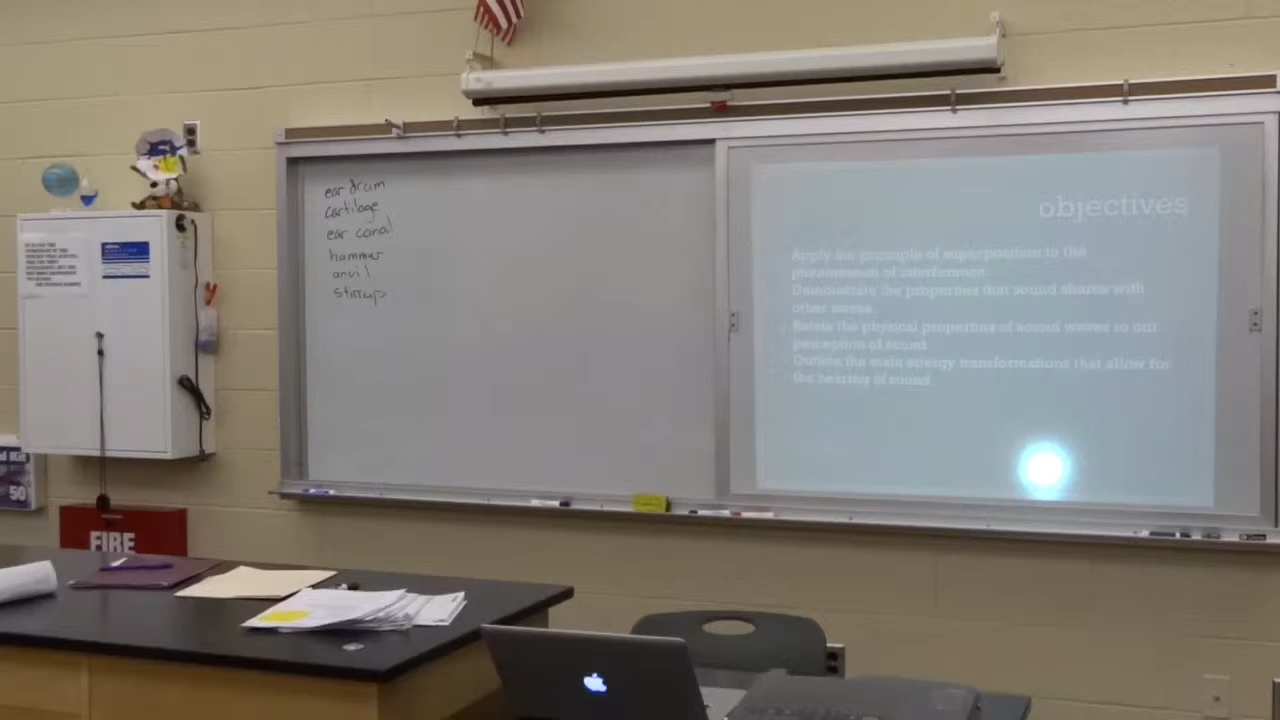 ear drum
cartilage
ear canal
hammer
anvil
stirrup
objectives
Apply the principle of superposition to the
phenomenon of interference.
Demonstrate the properties that sound shares with
other waves.
Relate the physical properties of sound waves to our
perception of sound.
Outline the main energy transformations that allow for
the hearing of sound.
50
FIRE